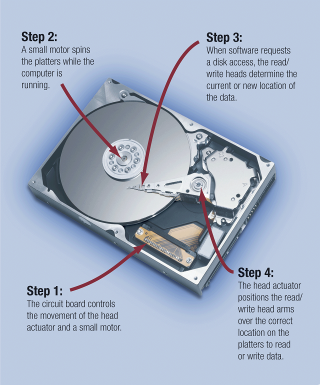 Step 2:
A small motor spins
the platters while the
computer is
running.
Step 3:
When software requests
a disk access, the read/
write heads determine the
current or new location of
the data.
Step 1:
The circuit board controls
the movement of the head
actuator and a small motor.
Step 4:
The head actuator
positions the read/
write head arms
over the correct
location on the
platters to read
or write data.